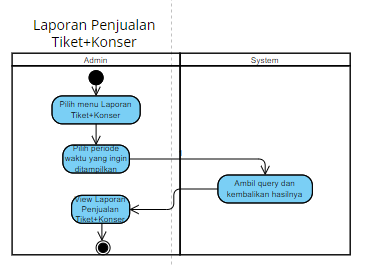 Laporan Penjualan
Tiket+Konser
Admin
System
Pilih menu Laporan
Tiket+Konser
Pilih periode
waktu yang ingin
ditampilkan
Ambil query dan
kembalikan hasilnya
View Laporan
Penjualan
Tiket+Konser